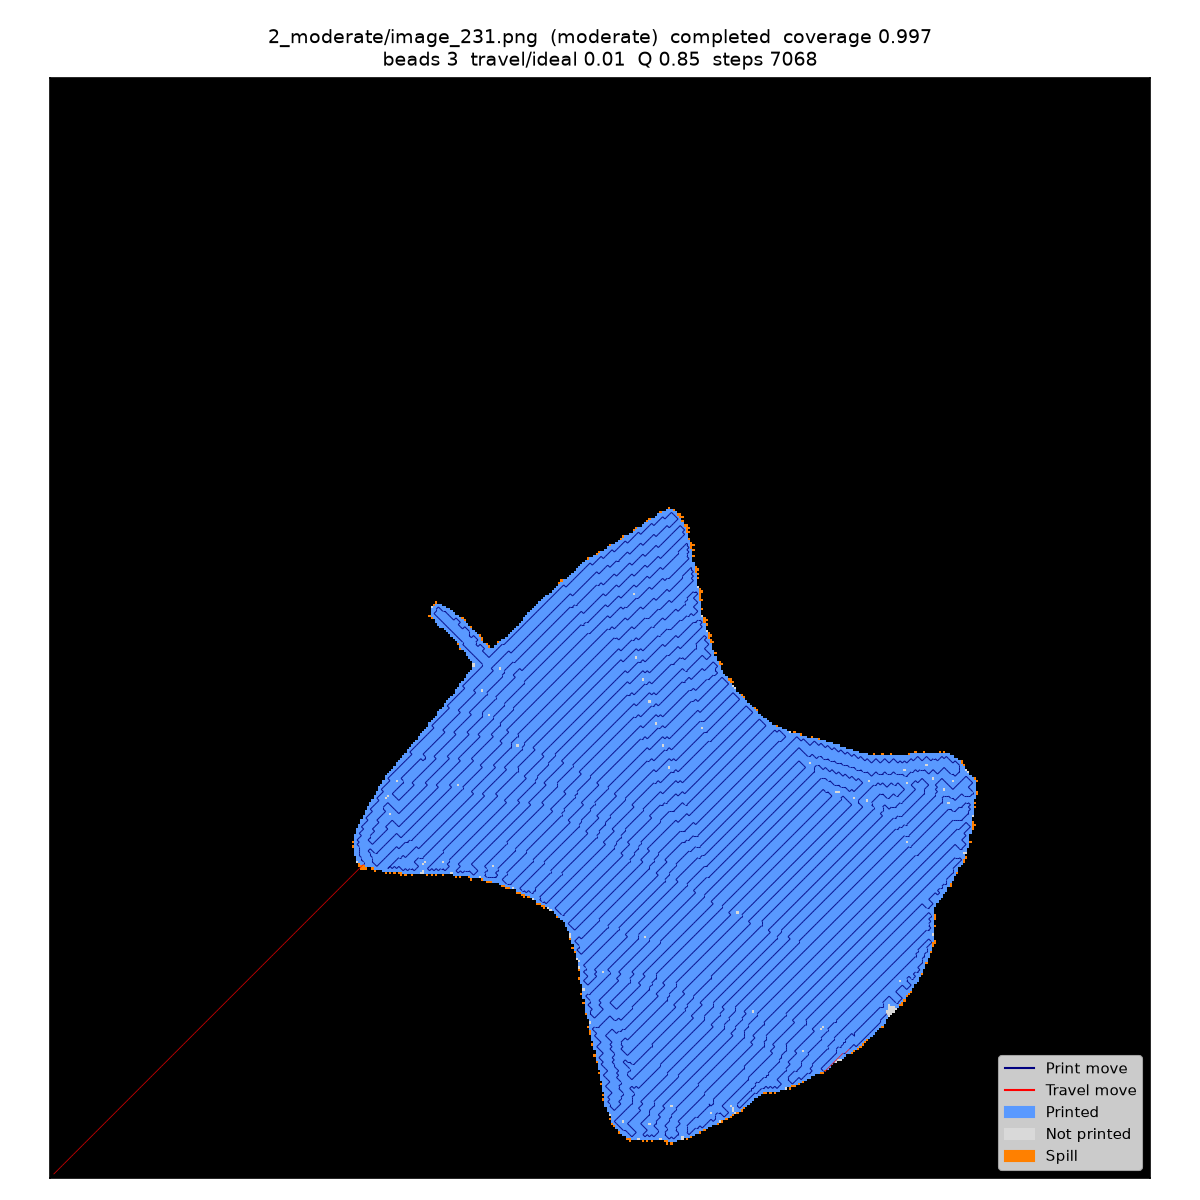 2_moderate/image_231.png  (moderate)  completed  coverage 0.997
beads 3  travel/ideal 0.01  Q 0.85  steps 7068
Print move
Travel move
Printed
Not printed
Spill